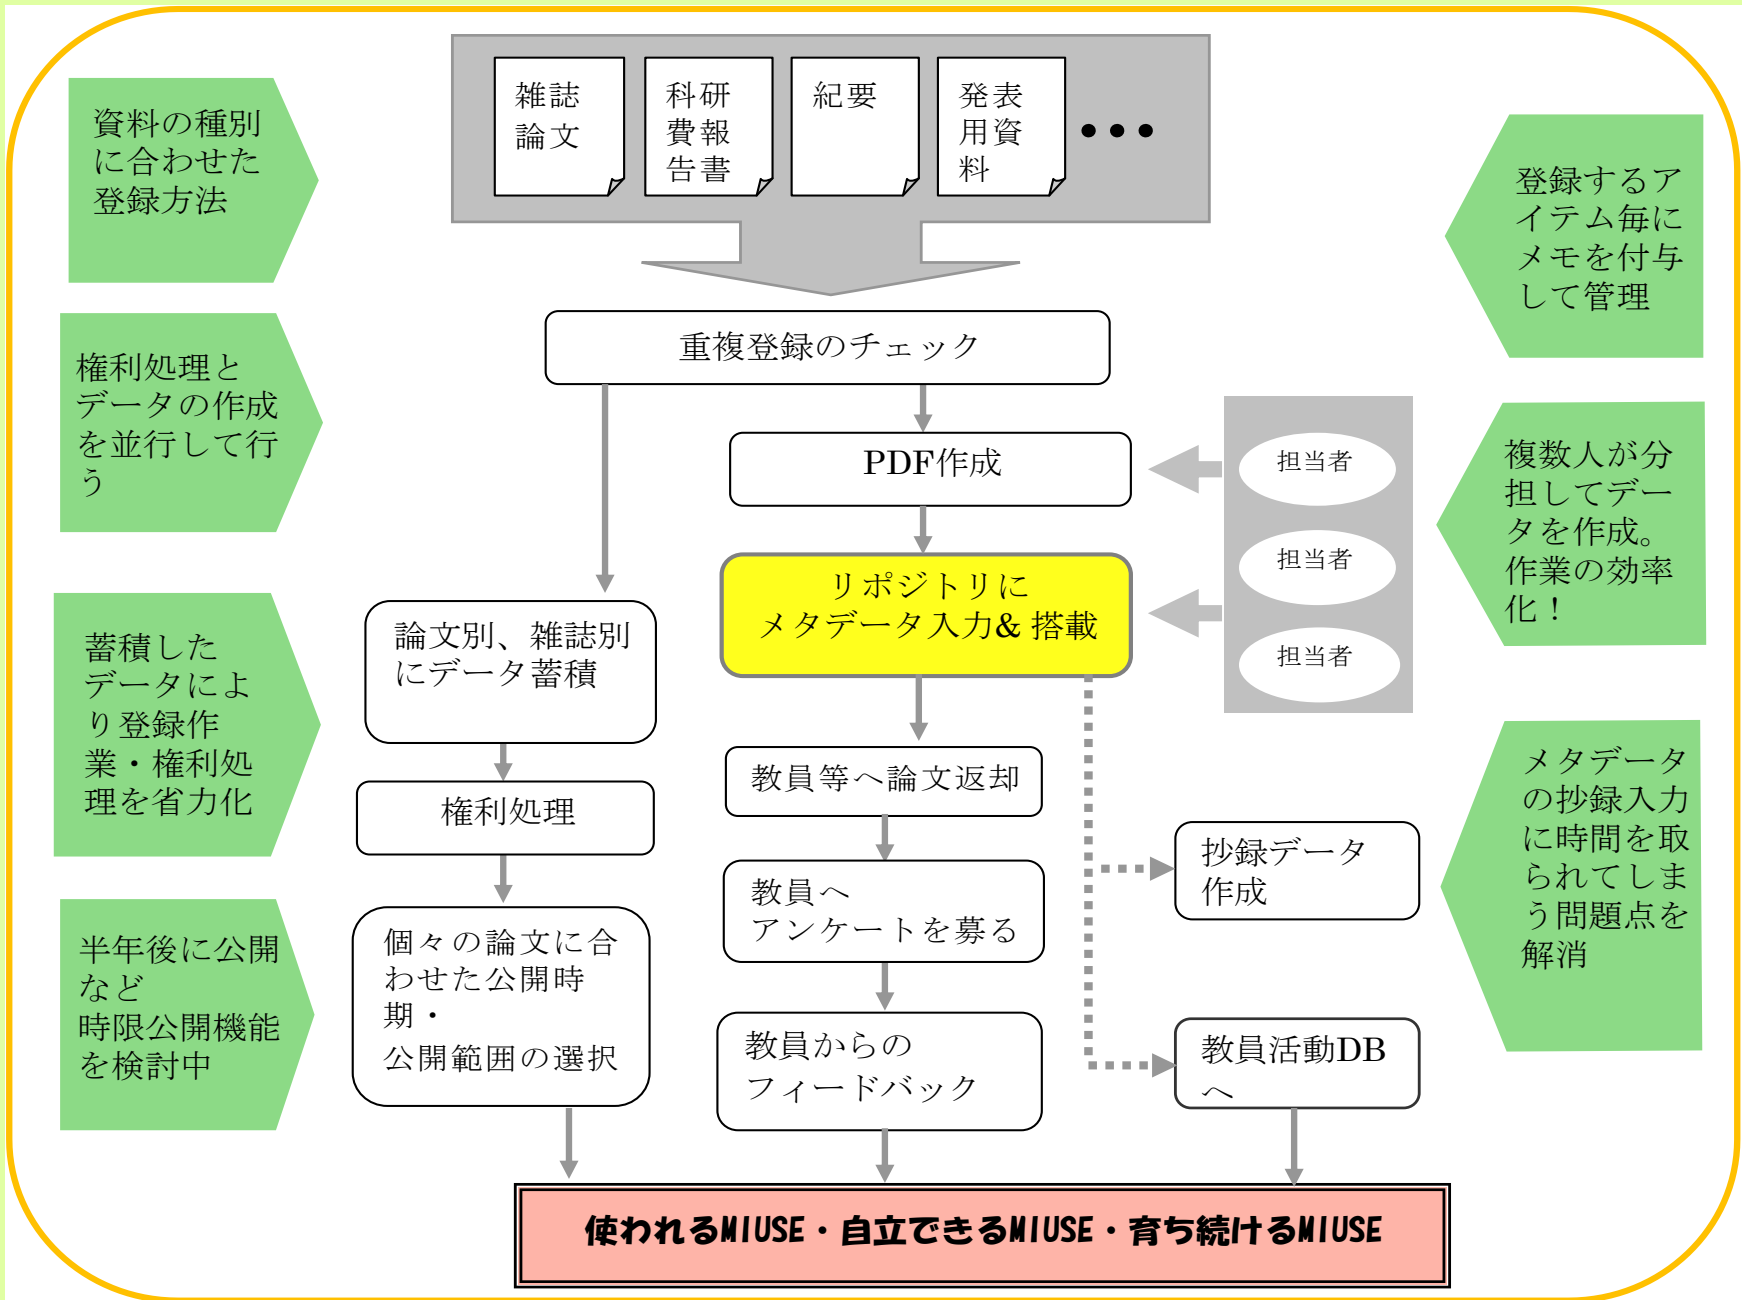 雑誌
論文
科研
費報
告書
紀要
発表
用資
料
•••
資料の種別
に合わせた
登録方法
登録するア
イテム毎に
メモを付与
して管理
重複登録のチェック
権利処理と
データの作成
を並行して行
う
PDF作成
担当者
担当者
担当者
複数人が分
担してデー
タを作成。
作業の効率
化！
リポジトリに
メタデータ入力& 搭載
蓄積した
データによ
り登録作
業・権利処
理を省力化
論文別、雑誌別
にデータ蓄積
教員等へ論文返却
権利処理
メタデータ
の抄録入力
に時間を取
られてしま
う問題点を
解消
抄録データ
作成
教員へ
アンケートを募る
半年後に公開
など
時限公開機能
を検討中
個々の論文に合
わせた公開時
期・
公開範囲の選択
教員からの
フィードバック
教員活動DB
へ
使われるMIUSE・自立できるMIUSE・育ち続けるMIUSE